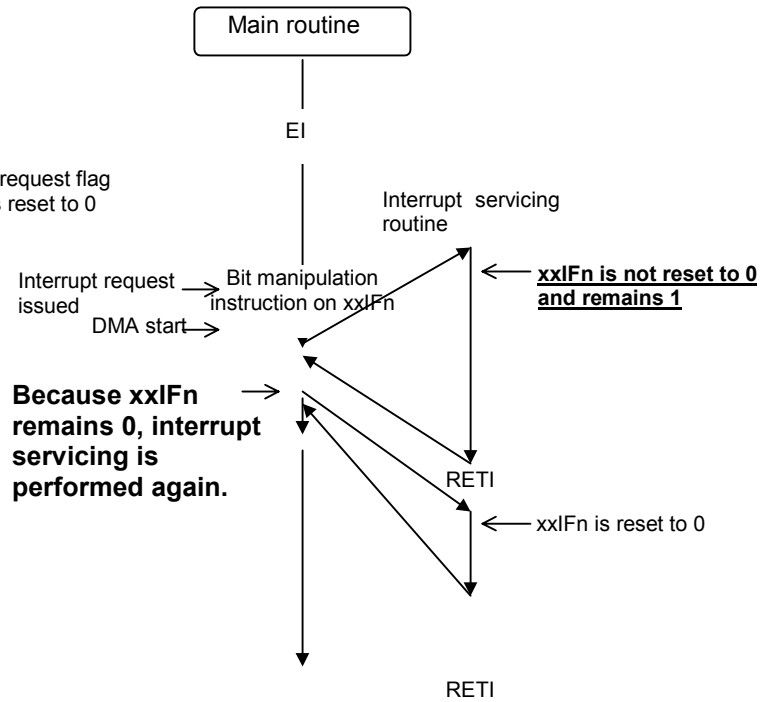 Main routine
EI
request flag
s reset to 0
Interrupt servicing
routine
Interrupt request
issued
Bit manipulation
instruction on xxIFn
xxIFn is not reset to 0
and remains 1
DMA start
Because xxIFn
remains 0, interrupt
servicing is
performed again.
RETI
xxIFn is reset to 0
RETI